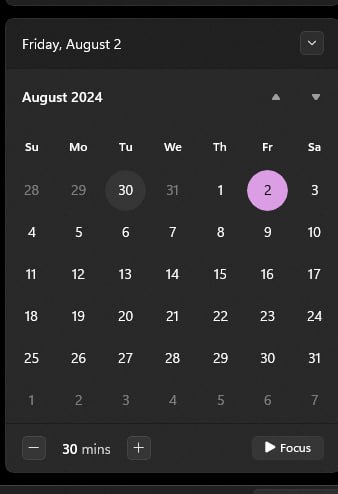 Friday, August 2
August 2024
Su Mo Tu We Th Fr Sa
28 29 30 31 1 2 3
4 5 6 7 8 9 10
11 12 13 14 15 16 17
18 19 20 21 22 23 24
25 26 27 28 29 30 31
1 2 3 4 5 6 7
30 mins Focus